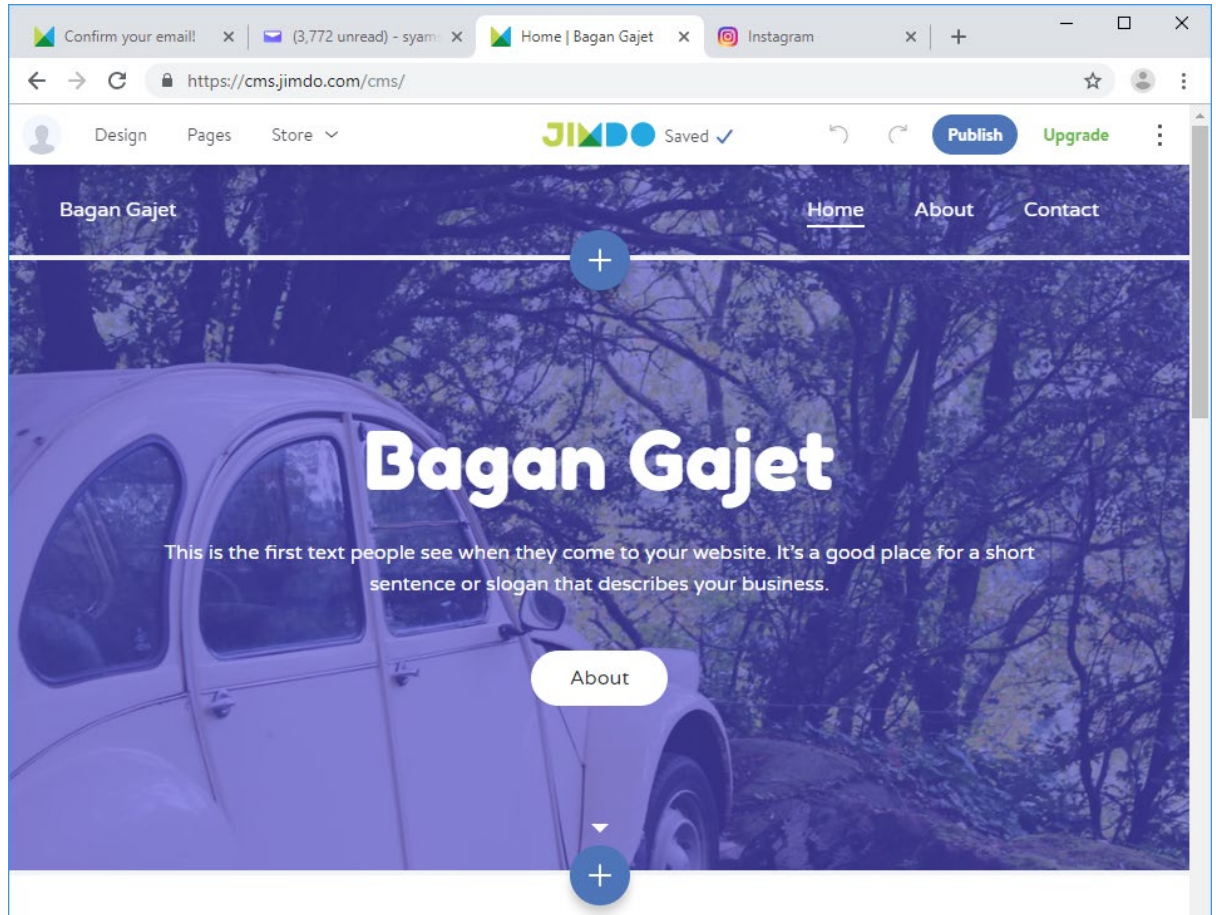 Confirm your email!
(3,772 unread) - syam
Home | Bagan Gajet
Instagram
https://cms.jimdo.com/cms/
Design Pages Store
JIMDO Saved
Publish Upgrade
Bagan Gajet
Home About Contact
Bagan Gajet
This is the first text people see when they come to your website. It's a good place for a short
sentence or slogan that describes your business.
About